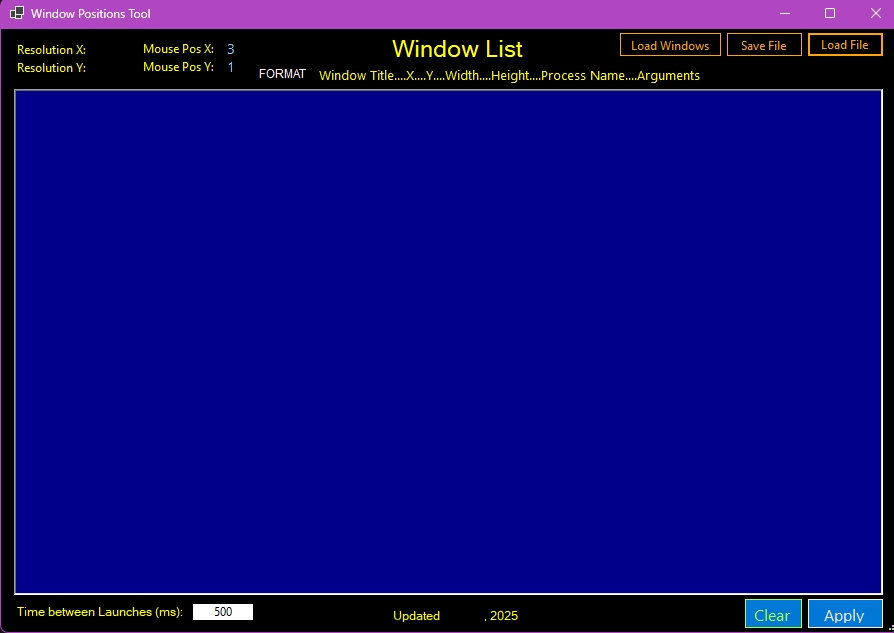 Window Positions Tool
Resolution X:
Mouse Pos X: 3
Window List
Load Windows
Save File
Load File
Resolution Y:
Mouse Pos Y: 1
FORMAT
Window Title....X....Y....Width....Height....Process Name....Arguments
Time between Launches (ms): 500
Updated , 2025
Clear
Apply